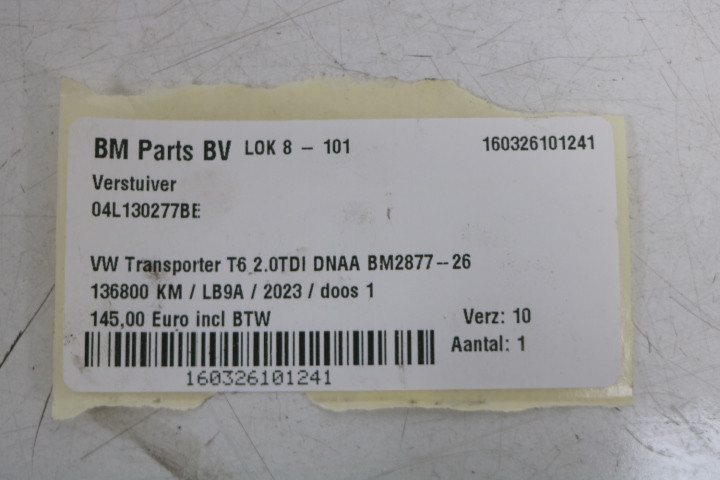 BM Parts BV LOK 8 - 101 160326101241
Verstuiver
04L130277BE
VW Transporter T6 2.0TDI DNAA BM2877-26
136800 KM / LB9A / 2023 / doos 1
145,00 Euro incl BTW Verz: 10
Aantal: 1
160326101241